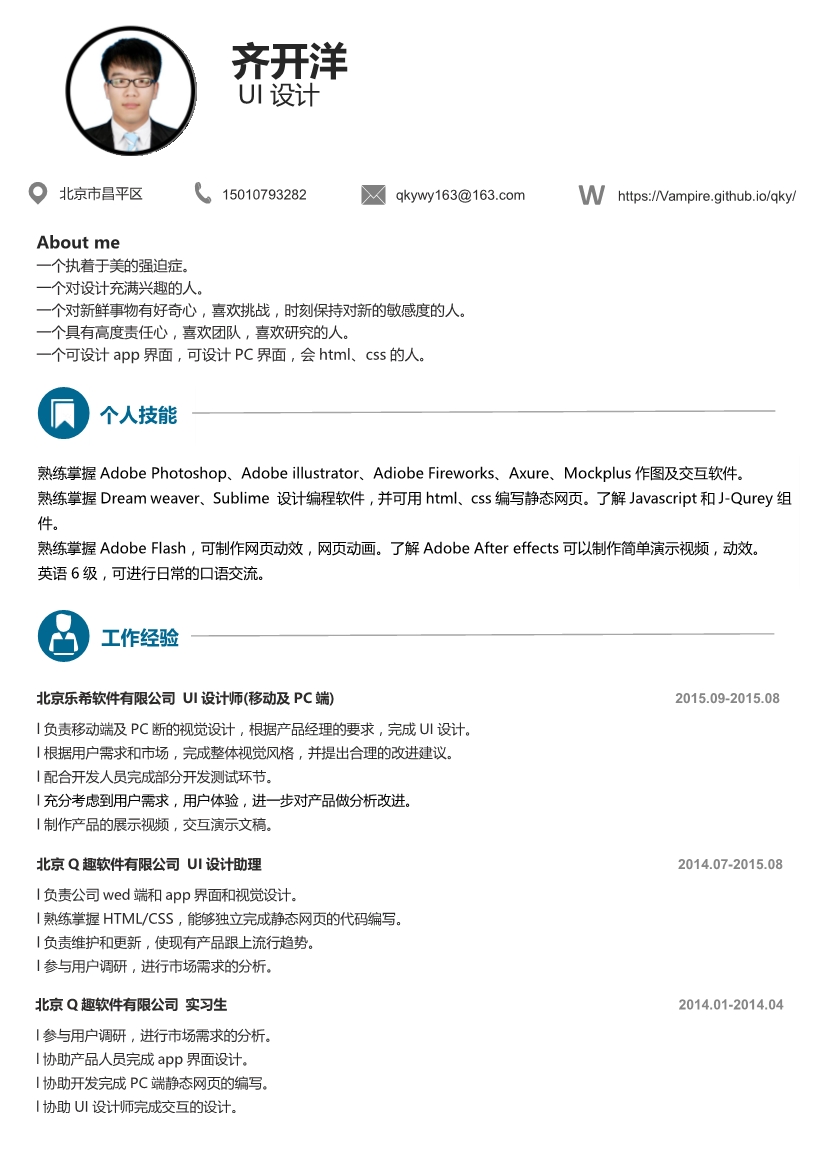 齐开洋
UI 设计
北京市昌平区
15010793282
qkywy163@163.com
W
https://Vampire.github.io/qky/
About me
一个执着于美的强迫症。
一个对设计充满兴趣的人。
一个对新鲜事物有好奇心，喜欢挑战，时刻保持对新的敏感度的人。
一个具有高度责任心，喜欢团队，喜欢研究的人。
一个可设计 app 界面，可设计 PC 界面，会 html、css 的人。
个人技能
熟练掌握 Adobe Photoshop、Adobe illustrator、Adiobe Fireworks、Axure、Mockplus 作图及交互软件。
熟练掌握 Dream weaver、Sublime 设计编程软件，并可用 html、css 编写静态网页。了解 Javascript 和 J-Qurey 组
件。
熟练掌握 Adobe Flash，可制作网页动效，网页动画。了解 Adobe After effects 可以制作简单演示视频，动效。
英语 6 级，可进行日常的口语交流。
工作经验
北京乐希软件有限公司 UI 设计师(移动及 PC 端) 2015.09-2015.08
l 负责移动端及 PC 断的视觉设计，根据产品经理的要求，完成 UI 设计。
l 根据用户需求和市场，完成整体视觉风格，并提出合理的改进建议。
l 配合开发人员完成部分开发测试环节。
l 充分考虑到用户需求，用户体验，进一步对产品做分析改进。
l 制作产品的展示视频，交互演示文稿。
北京 Q 趣软件有限公司 UI 设计助理 2014.07-2015.08
l 负责公司 wed 端和 app 界面和视觉设计。
l 熟练掌握 HTML/CSS，能够独立完成静态网页的代码编写。
l 负责维护和更新，使现有产品跟上流行趋势。
l 参与用户调研，进行市场需求的分析。
北京 Q 趣软件有限公司 实习生 2014.01-2014.04
l 参与用户调研，进行市场需求的分析。
l 协助产品人员完成 app 界面设计。
l 协助开发完成 PC 端静态网页的编写。
l 协助 UI 设计师完成交互的设计。